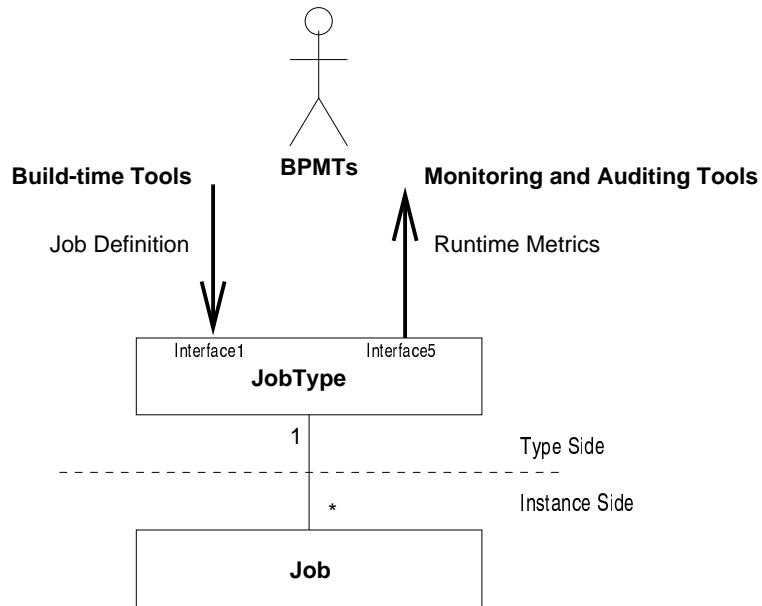 BPMTs
Build-time Tools
Monitoring and Auditing Tools
Job Definition
Runtime Metrics
Interface1
Interface5
JobType
1
Type Side
Instance Side
*
Job